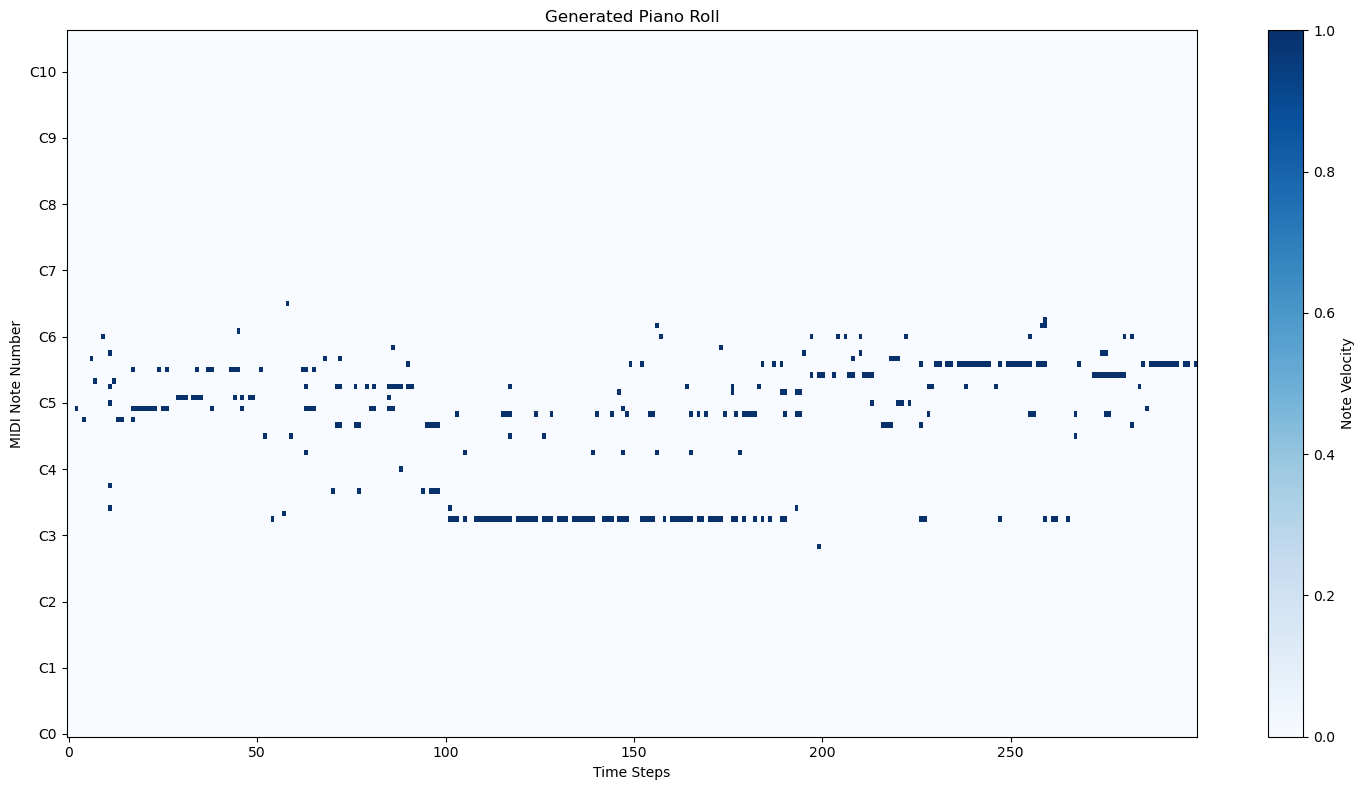 Generated Piano Roll
MIDI Note Number
C10
C9
C8
C7
C6
C5
C4
C3
C2
C1
C0
0
50
100
150
200
250
Time Steps
1.0
0.8
0.6
0.4
0.2
0.0
Note Velocity